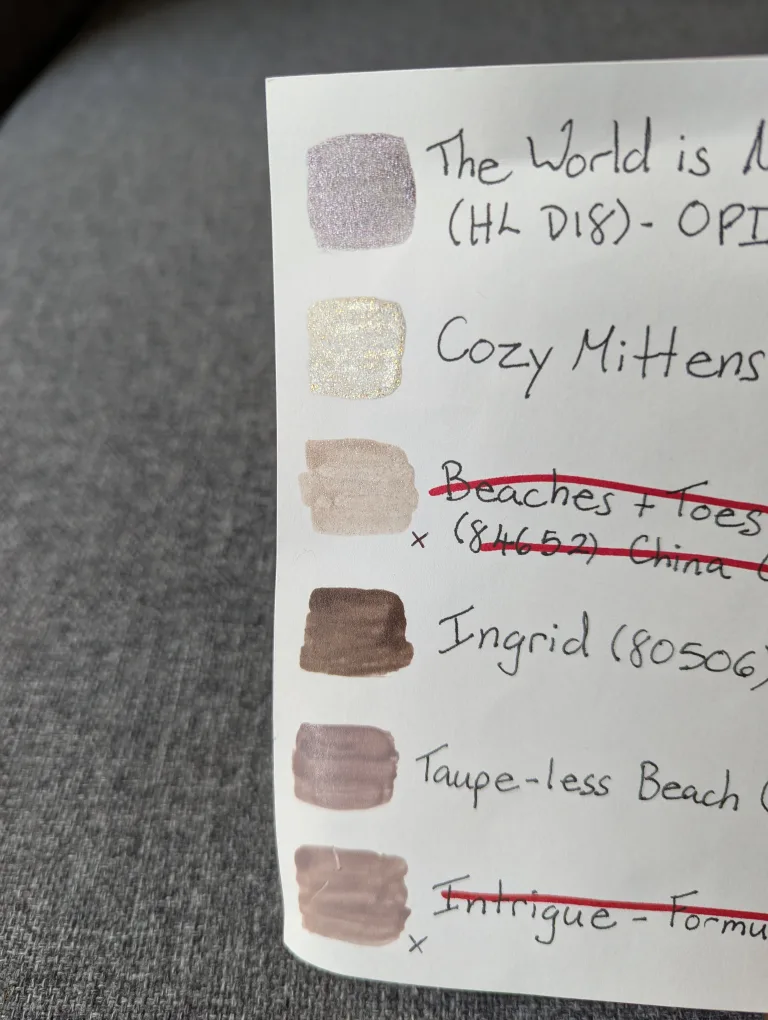 The World is
(HL D18) - OPI
Cozy Mittens
Beaches + Toes
x (84652) China (
Ingrid (80506)
Taupe-less Beach (
Intrigue - Formu
x